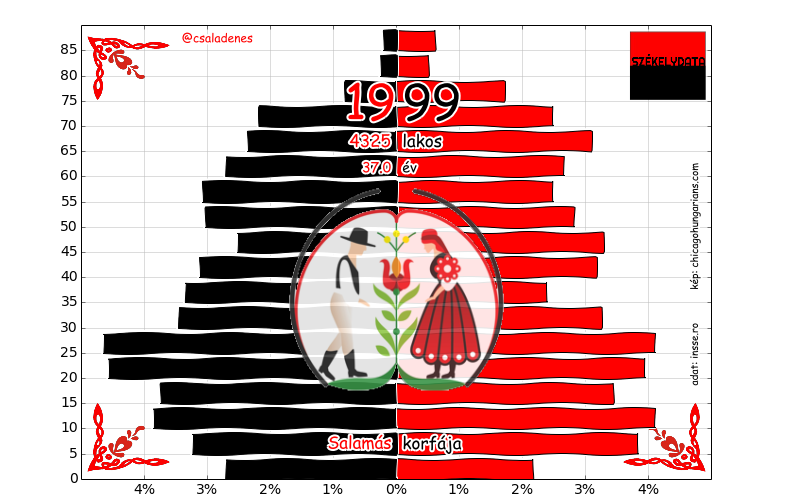 @csaladenes
SZÉKELYDATA
1999
4325 lakos
37.0 év
kép: chicagohungarians.com
adat: insse.ro
Salamás korfája
85
80
75
70
65
60
55
50
45
40
35
30
25
20
15
10
5
0
4% 3% 2% 1% 0% 1% 2% 3% 4%